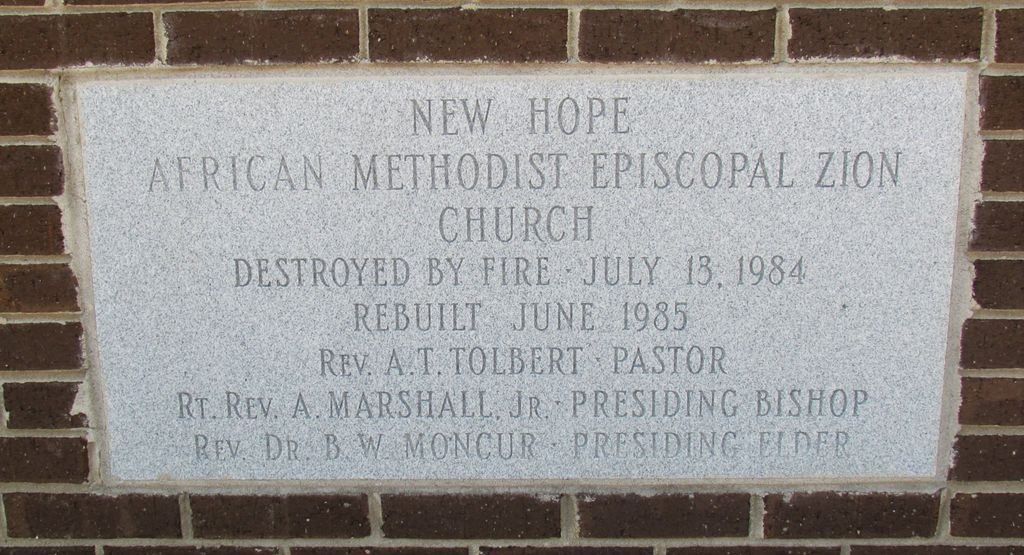 NEW HOPE
AFRICAN METHODIST EPISCOPAL ZION
CHURCH
DESTROYED BY FIRE · JULY 13, 1984
REBUILT JUNE 1985
REV. A.T. TOLBERT · PASTOR
RT. REV. A. MARSHALL, JR. · PRESIDING BISHOP
REV. DR. B. W. MONCUR · PRESIDING ELDER